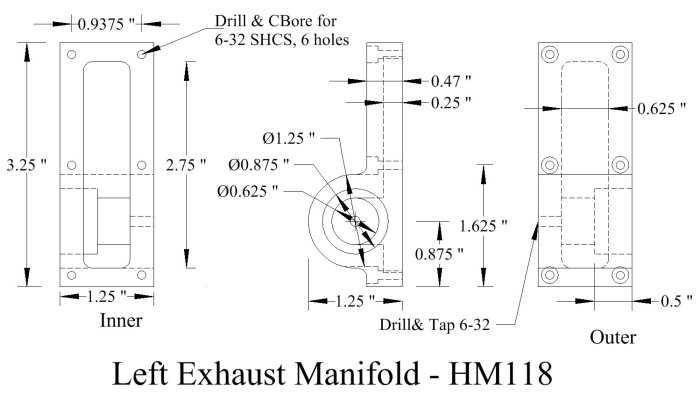 0.9375 "
Drill & CBore for
6-32 SHCS, 6 holes
0.47 "
0.25 "
0.625 "
Ø1.25 "
Ø0.875 "
Ø0.625 "
3.25 "
2.75 "
1.625 "
0.875 "
1.25 "
1.25 "
0.5 "
Inner
Drill& Tap 6-32
Outer
Left Exhaust Manifold - HM118